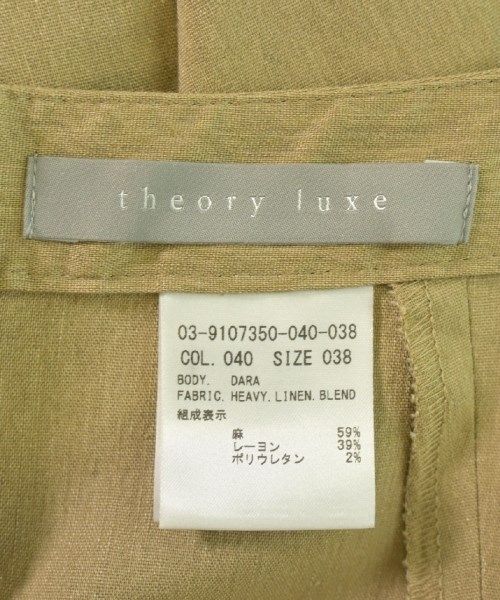 theory luxe
03-9107350-040-038
COL. 040 SIZE 038
BODY. DARA
FABRIC. HEAVY. LINEN. BLEND
組成表示
麻 59%
レーヨン 39%
ポリウレタン 2%